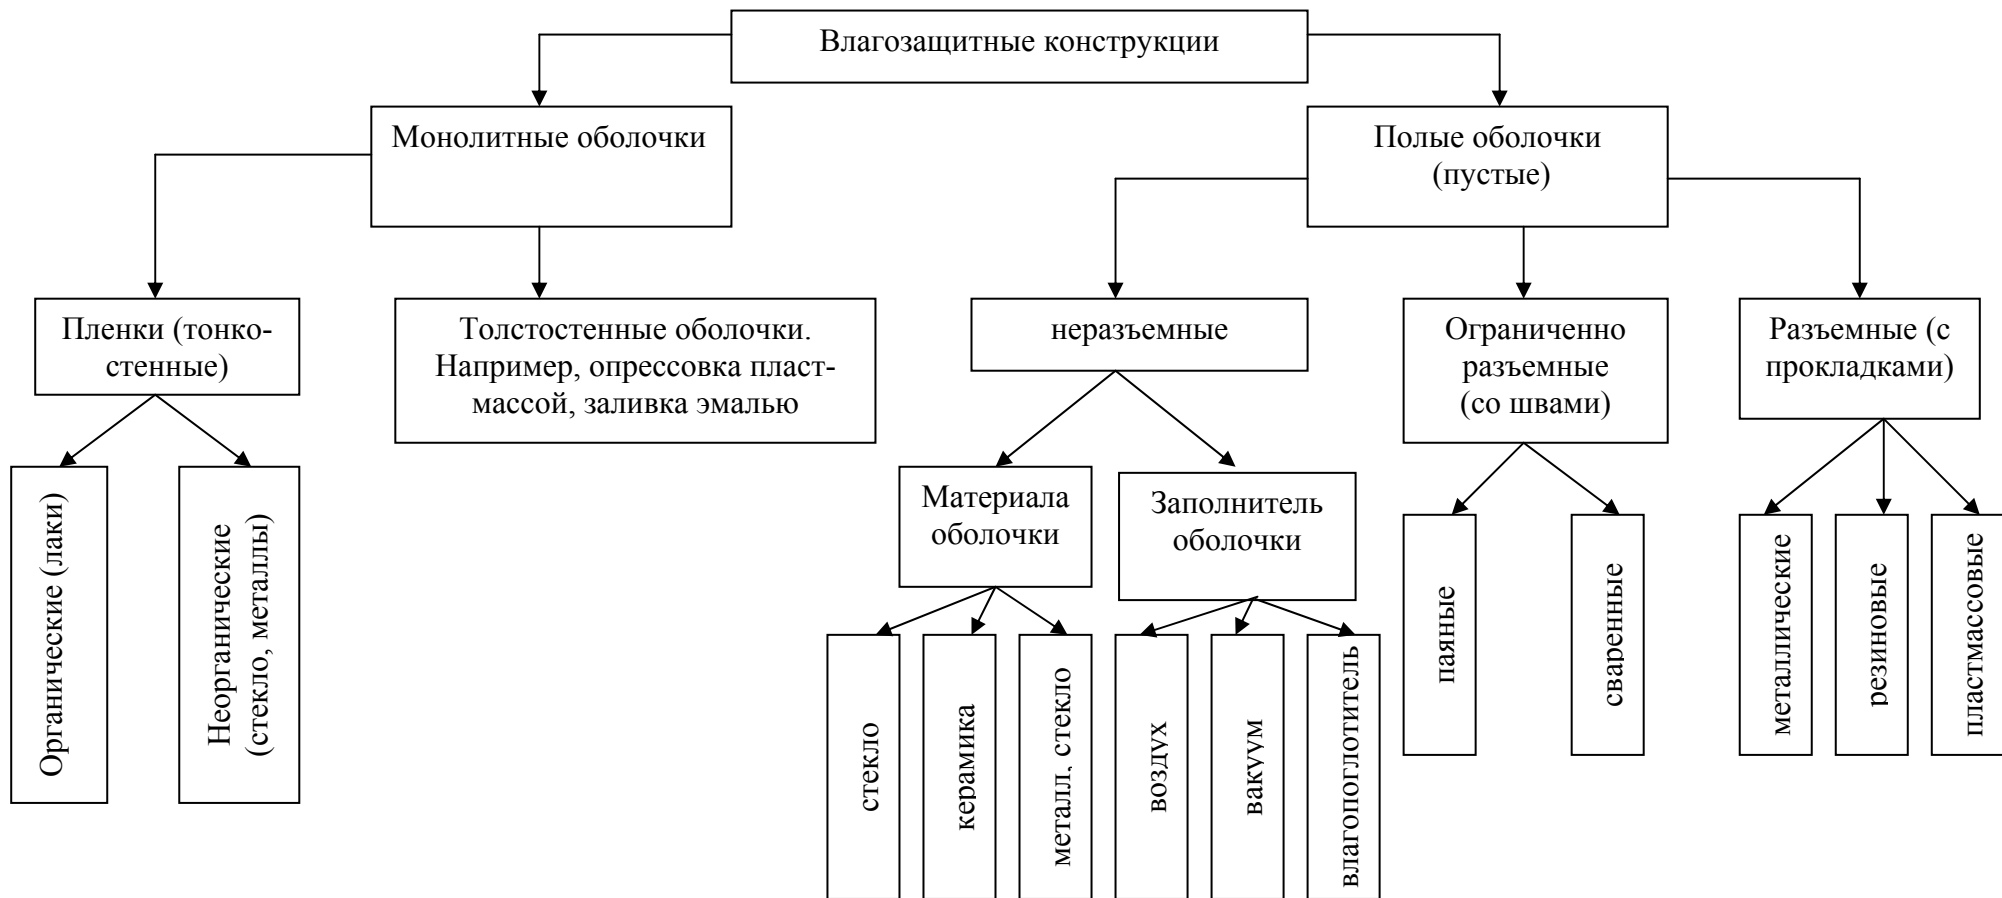 Влагозащитные конструкции
Монолитные оболочки
Полые оболочки
(пустые)
Пленки (тонко-
стенные)
Толстостенные оболочки.
Например, опрессовка пласт-
массой, заливка эмалью
неразъемные
Ограниченно
разъемные
(со швами)
Разъемные (с
прокладками)
Органические (лаки)
Неорганические
(стекло, металлы)
Материала
оболочки
Заполнитель
оболочки
паяные
сваренные
металлические
резиновые
пластмассовые
стекло
керамика
металл, стекло
воздух
вакуум
влагопоглотитель